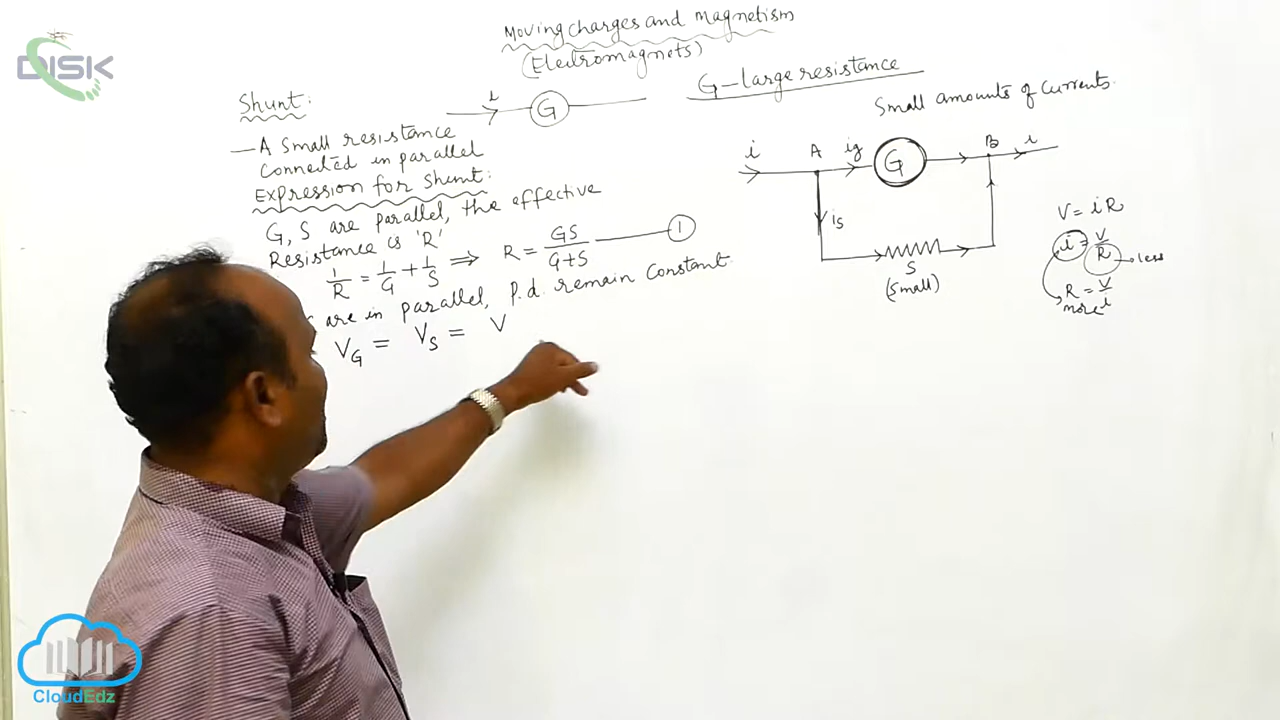 DISK
Moving charges and magnetism
(Electromagnets)
Shunt:
i
G
G - large resistance
Small amounts of currents.
— A small resistance
connected in parallel
Expression for shunt:
G, S are parallel, the effective
Resistance is 'R'
1/R = 1/G + 1/S ⇒ R = GS/G+S — 1
S are in parallel, p.d. remain constant
V_G = V_S = V
i A ig G B i
is
S
(small)
V = iR
i = V/R → less
R = V/i
more
CloudEdz